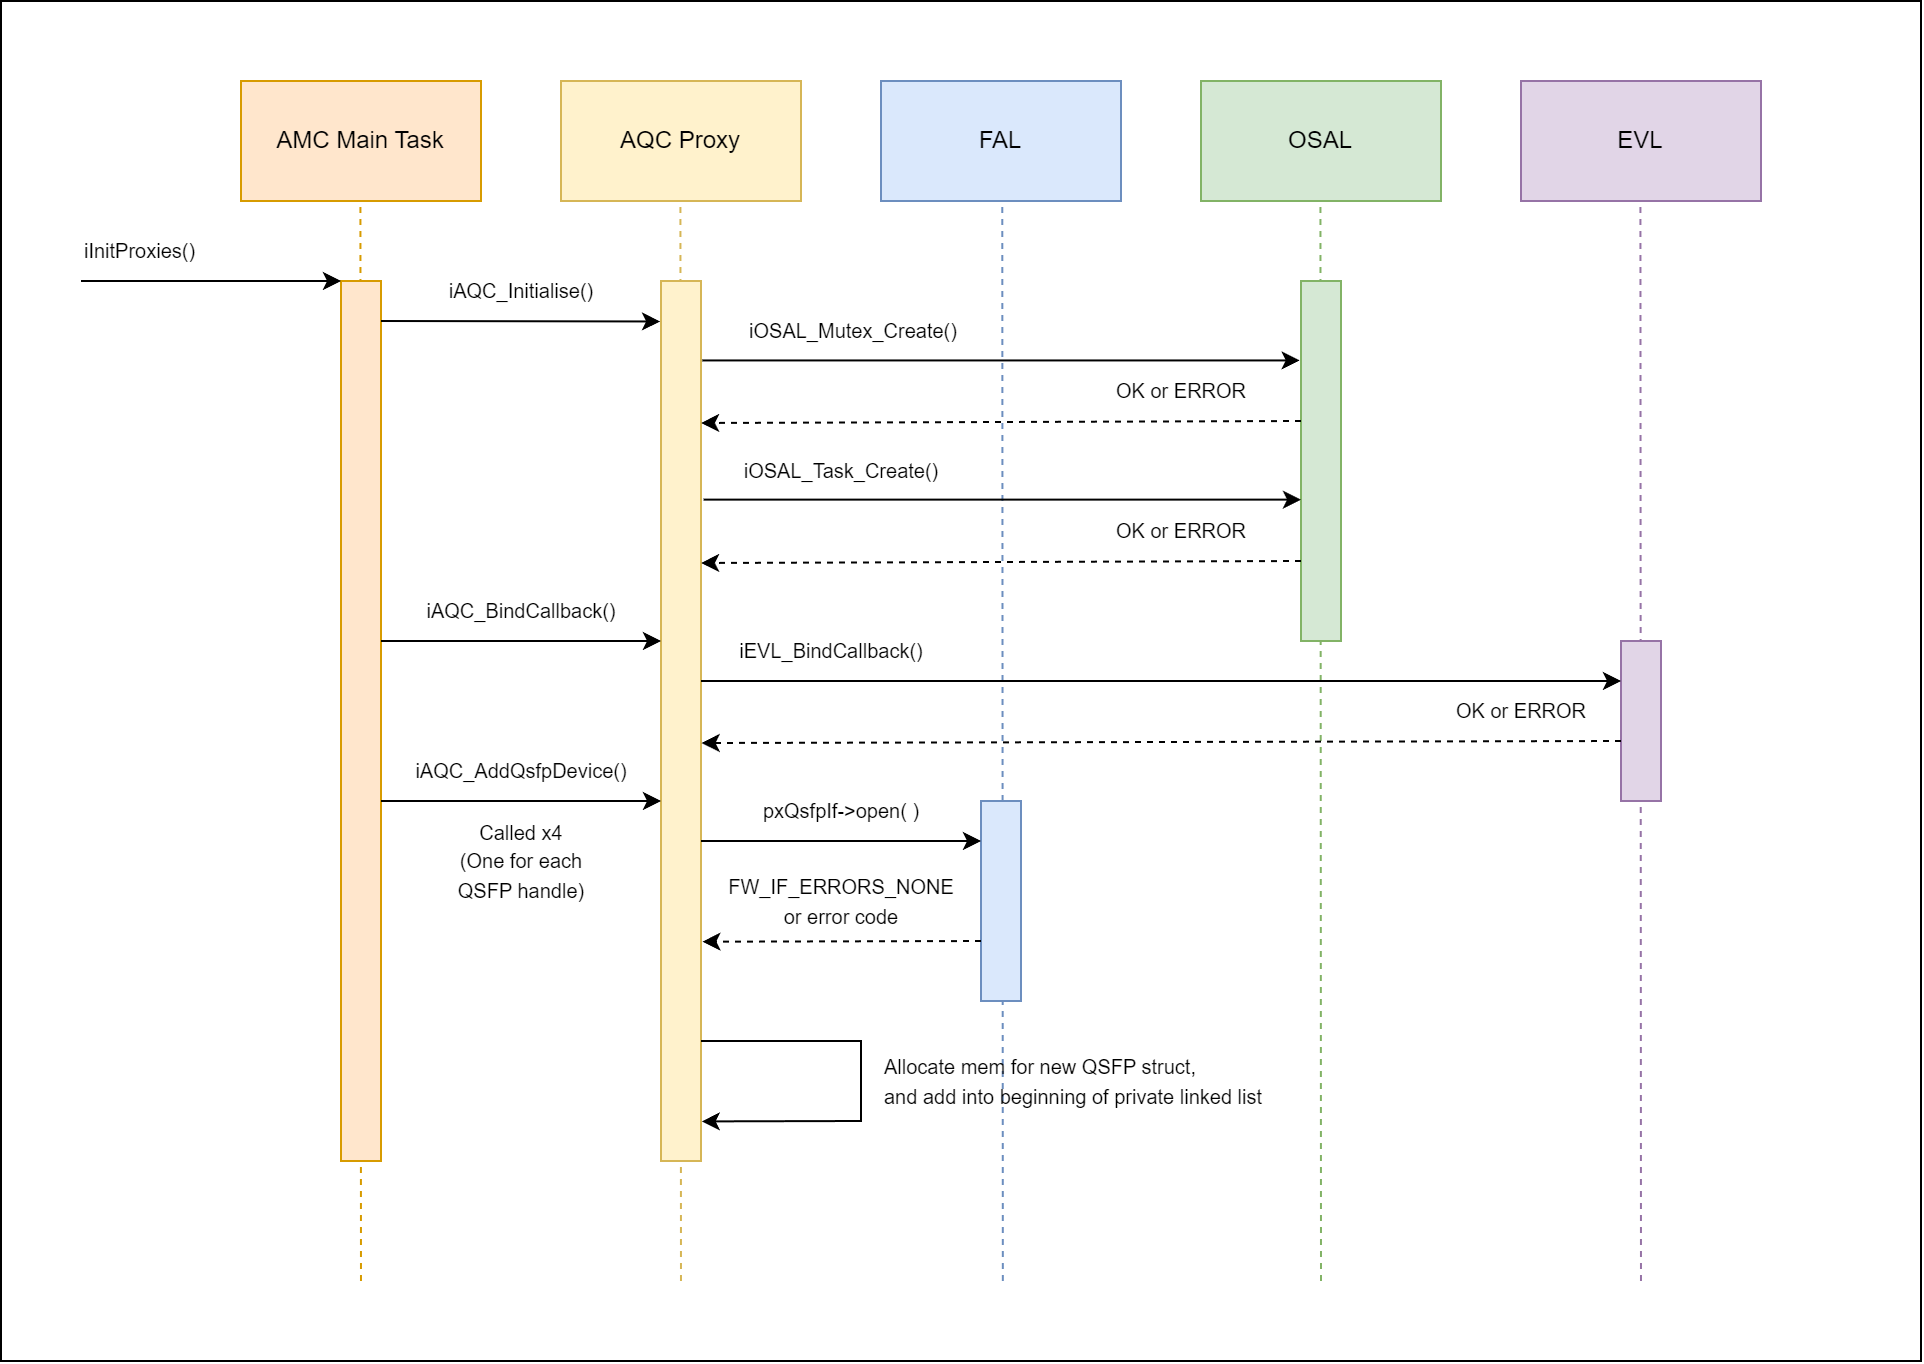 AMC Main Task
AQC Proxy
FAL
OSAL
EVL
iInitProxies()
iAQC_Initialise()
iOSAL_Mutex_Create()
OK or ERROR
iOSAL_Task_Create()
OK or ERROR
iAQC_BindCallback()
iEVL_BindCallback()
OK or ERROR
iAQC_AddQsfpDevice()
Called x4
(One for each
QSFP handle)
pxQsfpIf->open( )
FW_IF_ERRORS_NONE
or error code
Allocate mem for new QSFP struct,
and add into beginning of private linked list